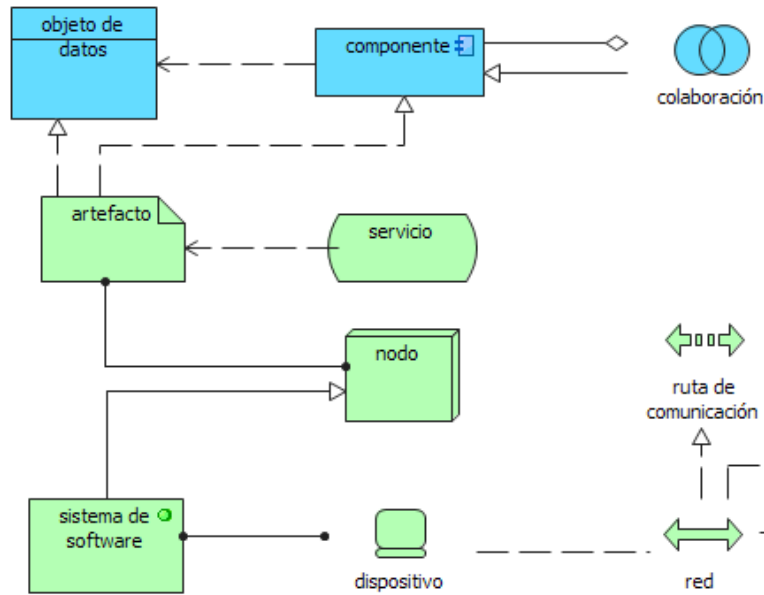 objeto de
datos
componente
colaboración
artefacto
servicio
nodo
ruta de
comunicación
sistema de
software
dispositivo
red